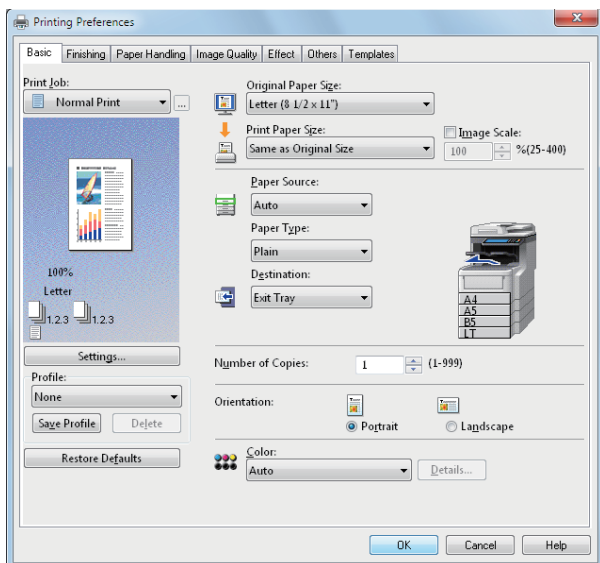 Printing Preferences
Basic Finishing Paper Handling Image Quality Effect Others Templates
Print Job:
Normal Print
...
100%
Letter
1.2.3 1.2.3
Settings...
Profile:
None
Save Profile Delete
Restore Defaults
Original Paper Size:
Letter (8 1/2 x 11")
Print Paper Size:
Same as Original Size
Image Scale:
100 %(25-400)
Paper Source:
Auto
Paper Type:
Plain
Destination:
Exit Tray
A4
A5
B5
LT
Number of Copies: 1 (1-999)
Orientation:
Portrait Landscape
Color:
Auto Details...
OK Cancel Help